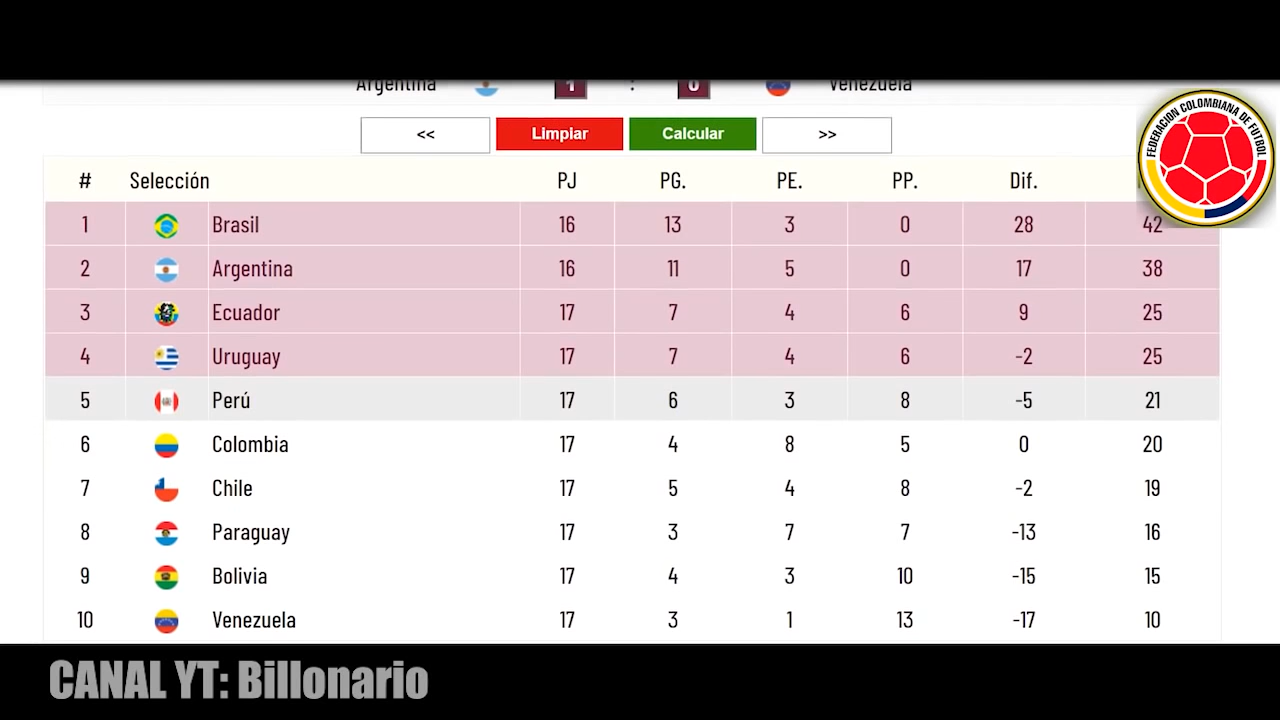 Argentina 1 : 0 Venezuela
<< Limpiar Calcular >>
FEDERACION COLOMBIANA DE FUTBOL
# Selección PJ PG. PE. PP. Dif.
1 Brasil 16 13 3 0 28 42
2 Argentina 16 11 5 0 17 38
3 Ecuador 17 7 4 6 9 25
4 Uruguay 17 7 4 6 -2 25
5 Perú 17 6 3 8 -5 21
6 Colombia 17 4 8 5 0 20
7 Chile 17 5 4 8 -2 19
8 Paraguay 17 3 7 7 -13 16
9 Bolivia 17 4 3 10 -15 15
10 Venezuela 17 3 1 13 -17 10
CANAL YT: Billonario